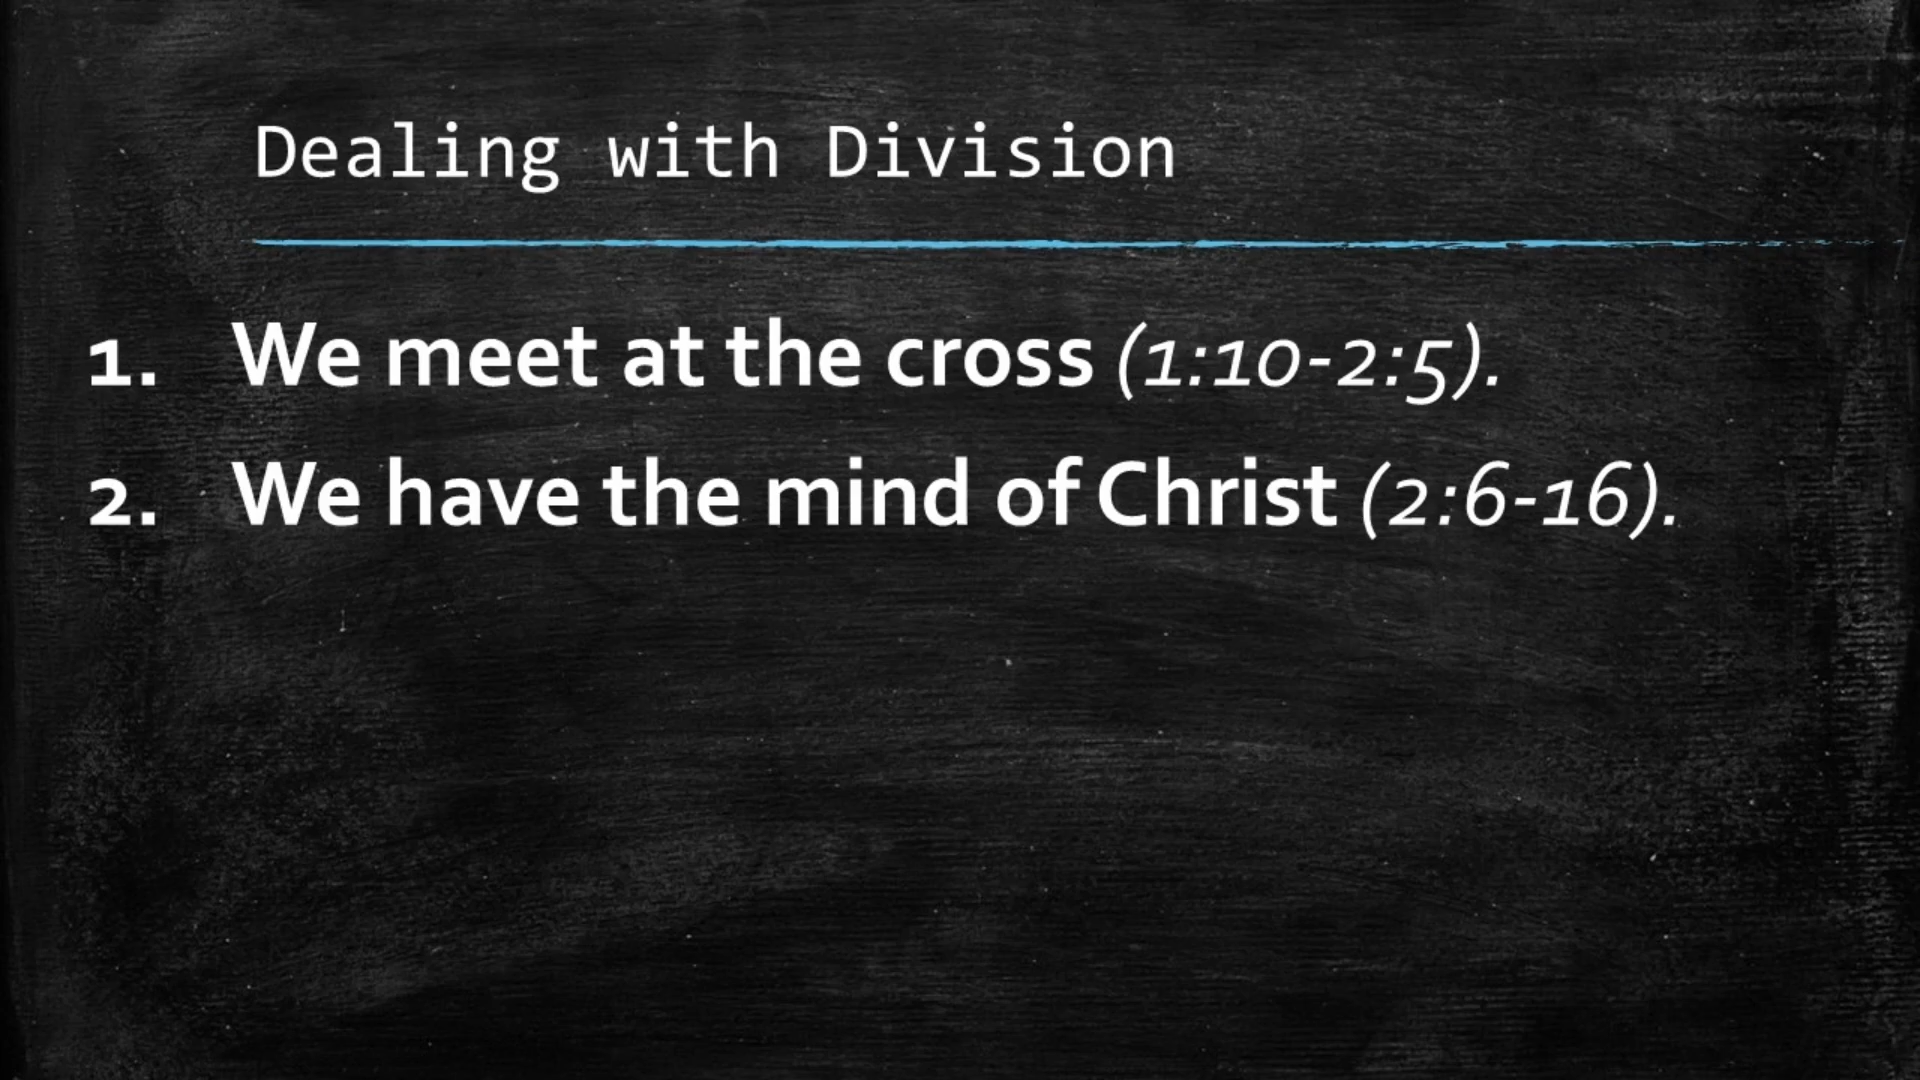 Dealing with Division
1. We meet at the cross (1:10-2:5).
2. We have the mind of Christ (2:6-16).